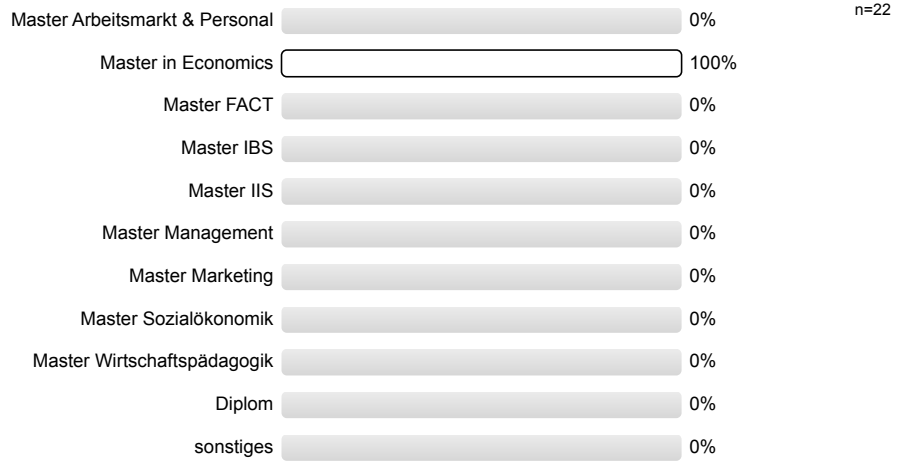 Master Arbeitsmarkt & Personal 0% n=22
Master in Economics 100%
Master FACT 0%
Master IBS 0%
Master IIS 0%
Master Management 0%
Master Marketing 0%
Master Sozialökonomik 0%
Master Wirtschaftspädagogik 0%
Diplom 0%
sonstiges 0%